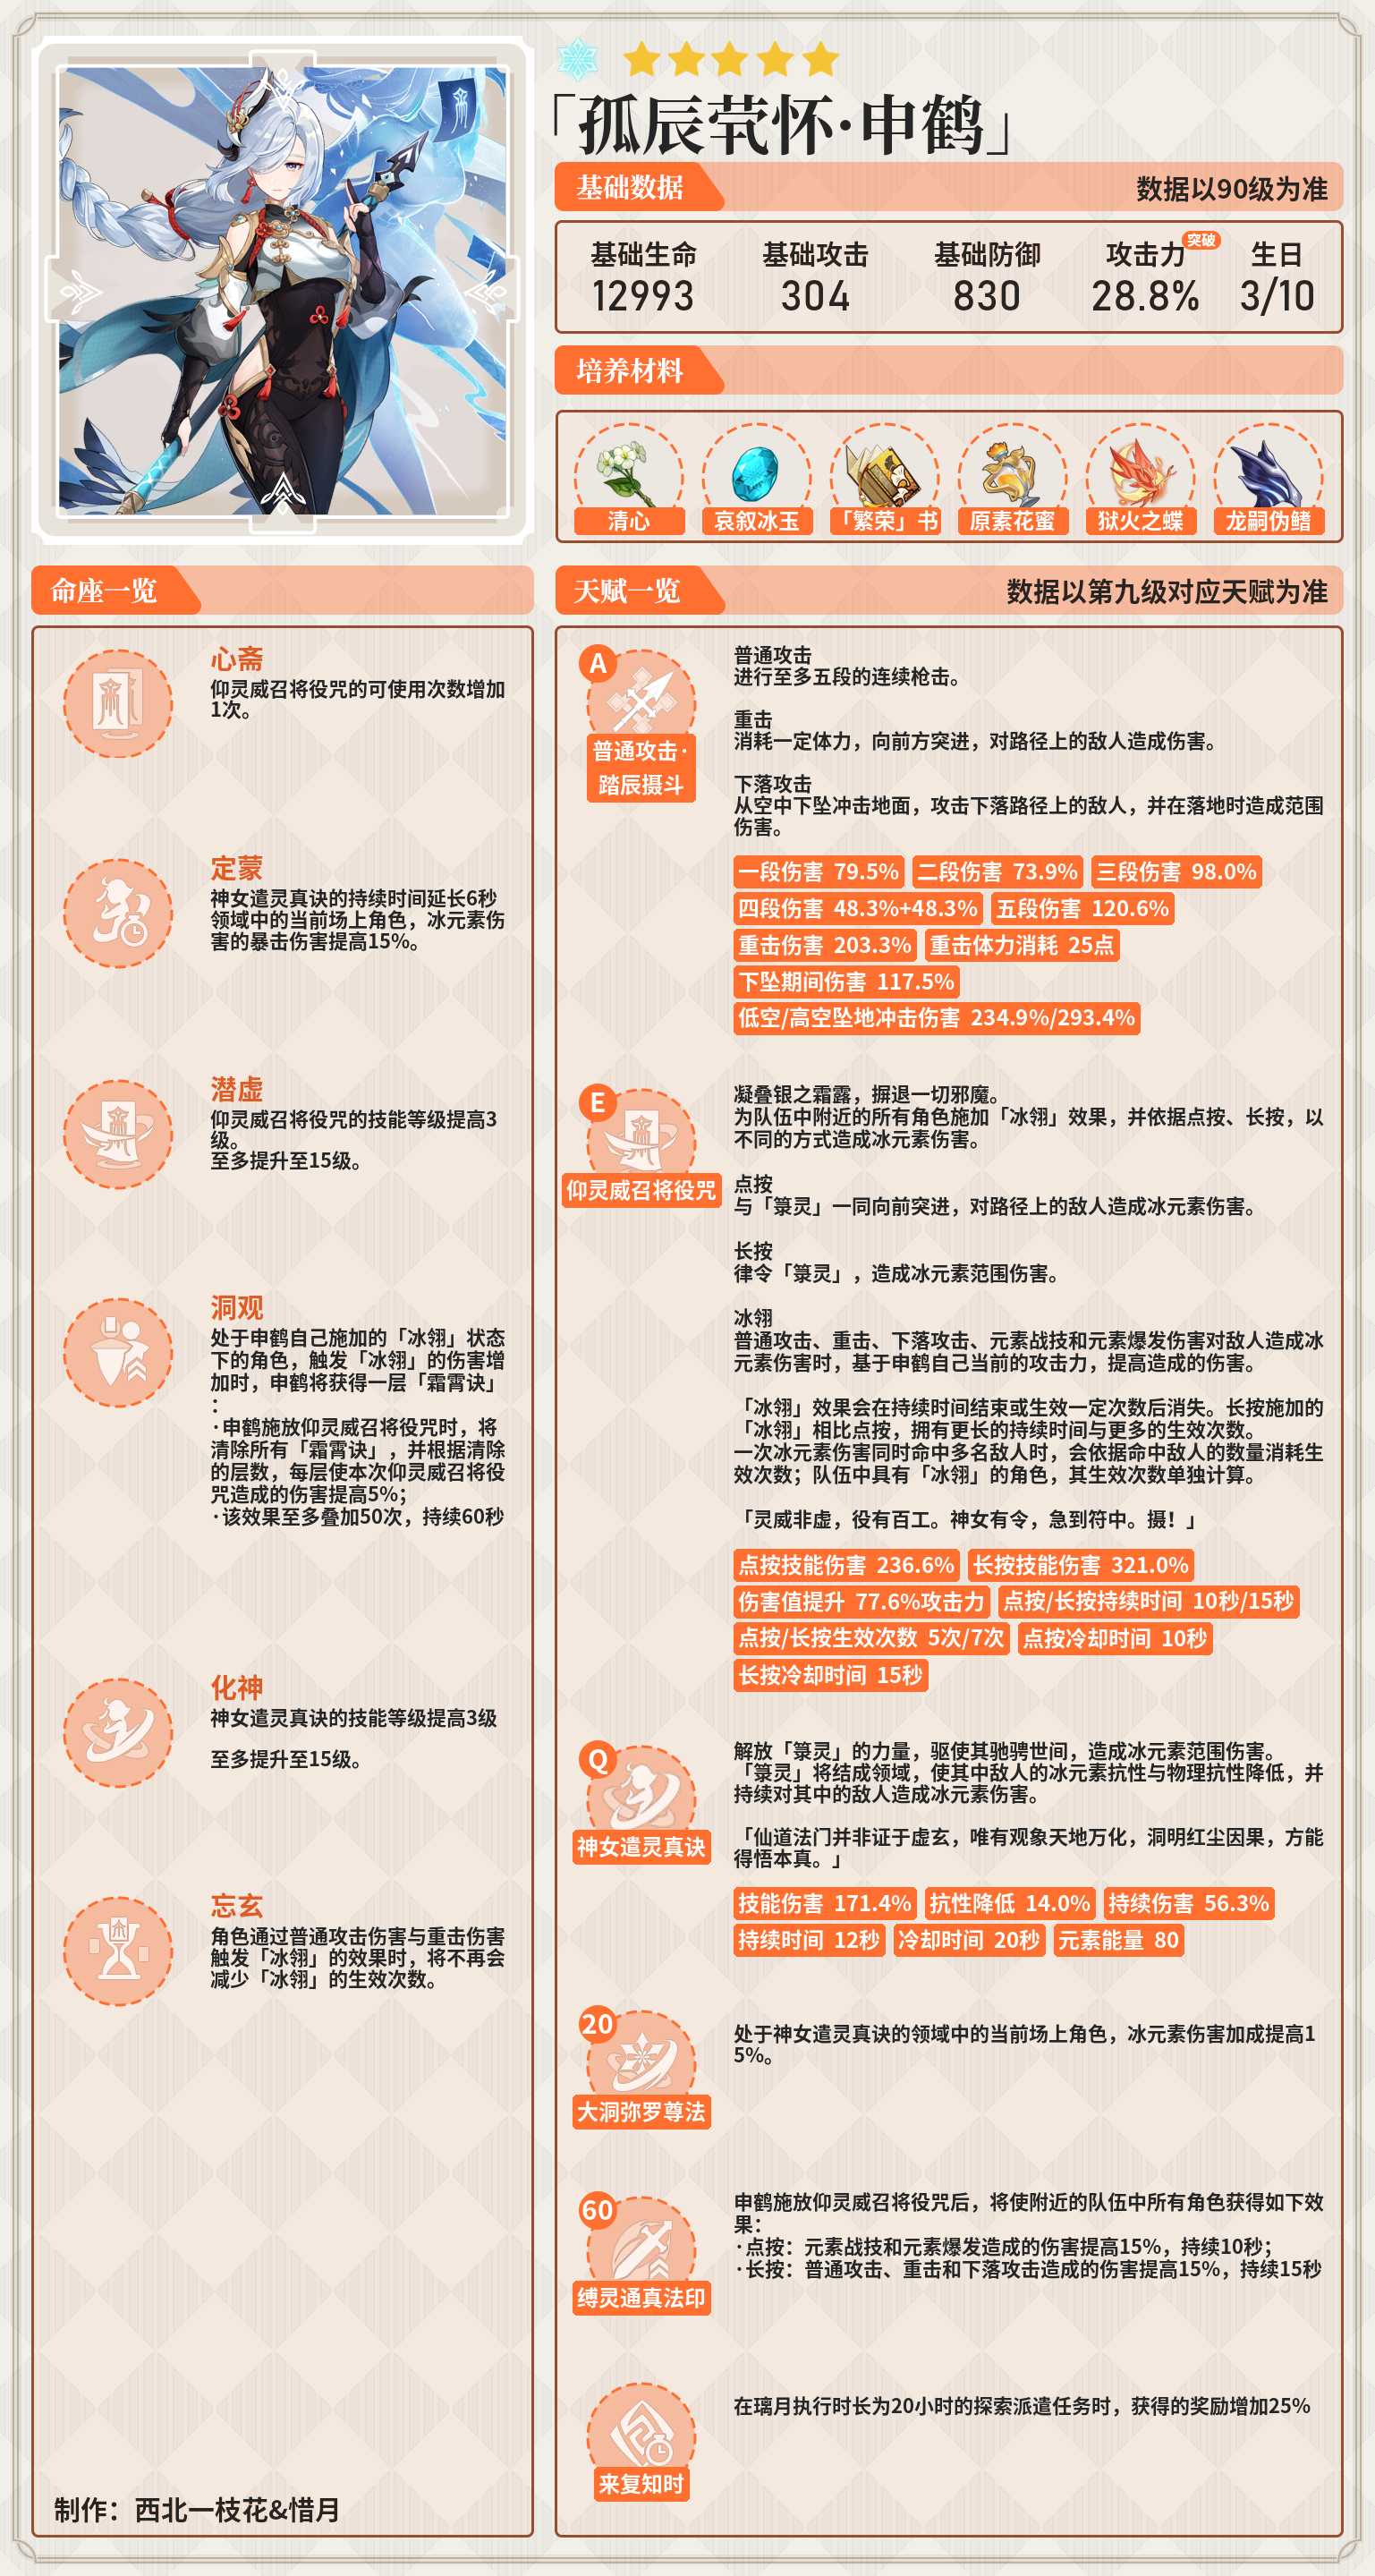 「孤辰茕怀·申鹤」
基础数据
数据以90级为准
基础生命 基础攻击 基础防御 攻击力 突破 生日
12993 304 830 28.8% 3/10
培养材料
清心 哀叙冰玉 「繁荣」书 原素花蜜 狱火之蝶 龙嗣伪鳍
命座一览
心斋
仰灵威召将役咒的可使用次数增加
1次。
定蒙
神女遣灵真诀的持续时间延长6秒
领域中的当前场上角色，冰元素伤
害的暴击伤害提高15%。
潜虚
仰灵威召将役咒的技能等级提高3
级。
至多提升至15级。
洞观
处于申鹤自己施加的「冰翎」状态
下的角色，触发「冰翎」的伤害增
加时，申鹤将获得一层「霜霄诀」
：
·申鹤施放仰灵威召将役咒时，将
清除所有「霜霄诀」，并根据清除
的层数，每层使本次仰灵威召将役
咒造成的伤害提高5%；
·该效果至多叠加50次，持续60秒
化神
神女遣灵真诀的技能等级提高3级
至多提升至15级。
忘玄
角色通过普通攻击伤害与重击伤害
触发「冰翎」的效果时，将不再会
减少「冰翎」的生效次数。
制作：西北一枝花&惜月
天赋一览
数据以第九级对应天赋为准
A
普通攻击·
踏辰摄斗
普通攻击
进行至多五段的连续枪击。
重击
消耗一定体力，向前方突进，对路径上的敌人造成伤害。
下落攻击
从空中下坠冲击地面，攻击下落路径上的敌人，并在落地时造成范围
伤害。
一段伤害 79.5% 二段伤害 73.9% 三段伤害 98.0%
四段伤害 48.3%+48.3% 五段伤害 120.6%
重击伤害 203.3% 重击体力消耗 25点
下坠期间伤害 117.5%
低空/高空坠地冲击伤害 234.9%/293.4%
E
仰灵威召将役咒
凝叠银之霜露，摒退一切邪魔。
为队伍中附近的所有角色施加「冰翎」效果，并依据点按、长按，以
不同的方式造成冰元素伤害。
点按
与「箓灵」一同向前突进，对路径上的敌人造成冰元素伤害。
长按
律令「箓灵」，造成冰元素范围伤害。
冰翎
普通攻击、重击、下落攻击、元素战技和元素爆发伤害对敌人造成冰
元素伤害时，基于申鹤自己当前的攻击力，提高造成的伤害。
「冰翎」效果会在持续时间结束或生效一定次数后消失。长按施加的
「冰翎」相比点按，拥有更长的持续时间与更多的生效次数。
一次冰元素伤害同时命中多名敌人时，会依据命中敌人的数量消耗生
效次数；队伍中具有「冰翎」的角色，其生效次数单独计算。
「灵威非虚，役有百工。神女有令，急到符中。摄！」
点按技能伤害 236.6% 长按技能伤害 321.0%
伤害值提升 77.6%攻击力 点按/长按持续时间 10秒/15秒
点按/长按生效次数 5次/7次 点按冷却时间 10秒
长按冷却时间 15秒
Q
神女遣灵真诀
解放「箓灵」的力量，驱使其驰骋世间，造成冰元素范围伤害。
「箓灵」将结成领域，使其中敌人的冰元素抗性与物理抗性降低，并
持续对其中的敌人造成冰元素伤害。
「仙道法门并非证于虚玄，唯有观象天地万化，洞明红尘因果，方能
得悟本真。」
技能伤害 171.4% 抗性降低 14.0% 持续伤害 56.3%
持续时间 12秒 冷却时间 20秒 元素能量 80
20
大洞弥罗尊法
处于神女遣灵真诀的领域中的当前场上角色，冰元素伤害加成提高1
5%。
60
缚灵通真法印
申鹤施放仰灵威召将役咒后，将使附近的队伍中所有角色获得如下效
果：
·点按：元素战技和元素爆发造成的伤害提高15%，持续10秒；
·长按：普通攻击、重击和下落攻击造成的伤害提高15%，持续15秒
来复知时
在璃月执行时长为20小时的探索派遣任务时，获得的奖励增加25%